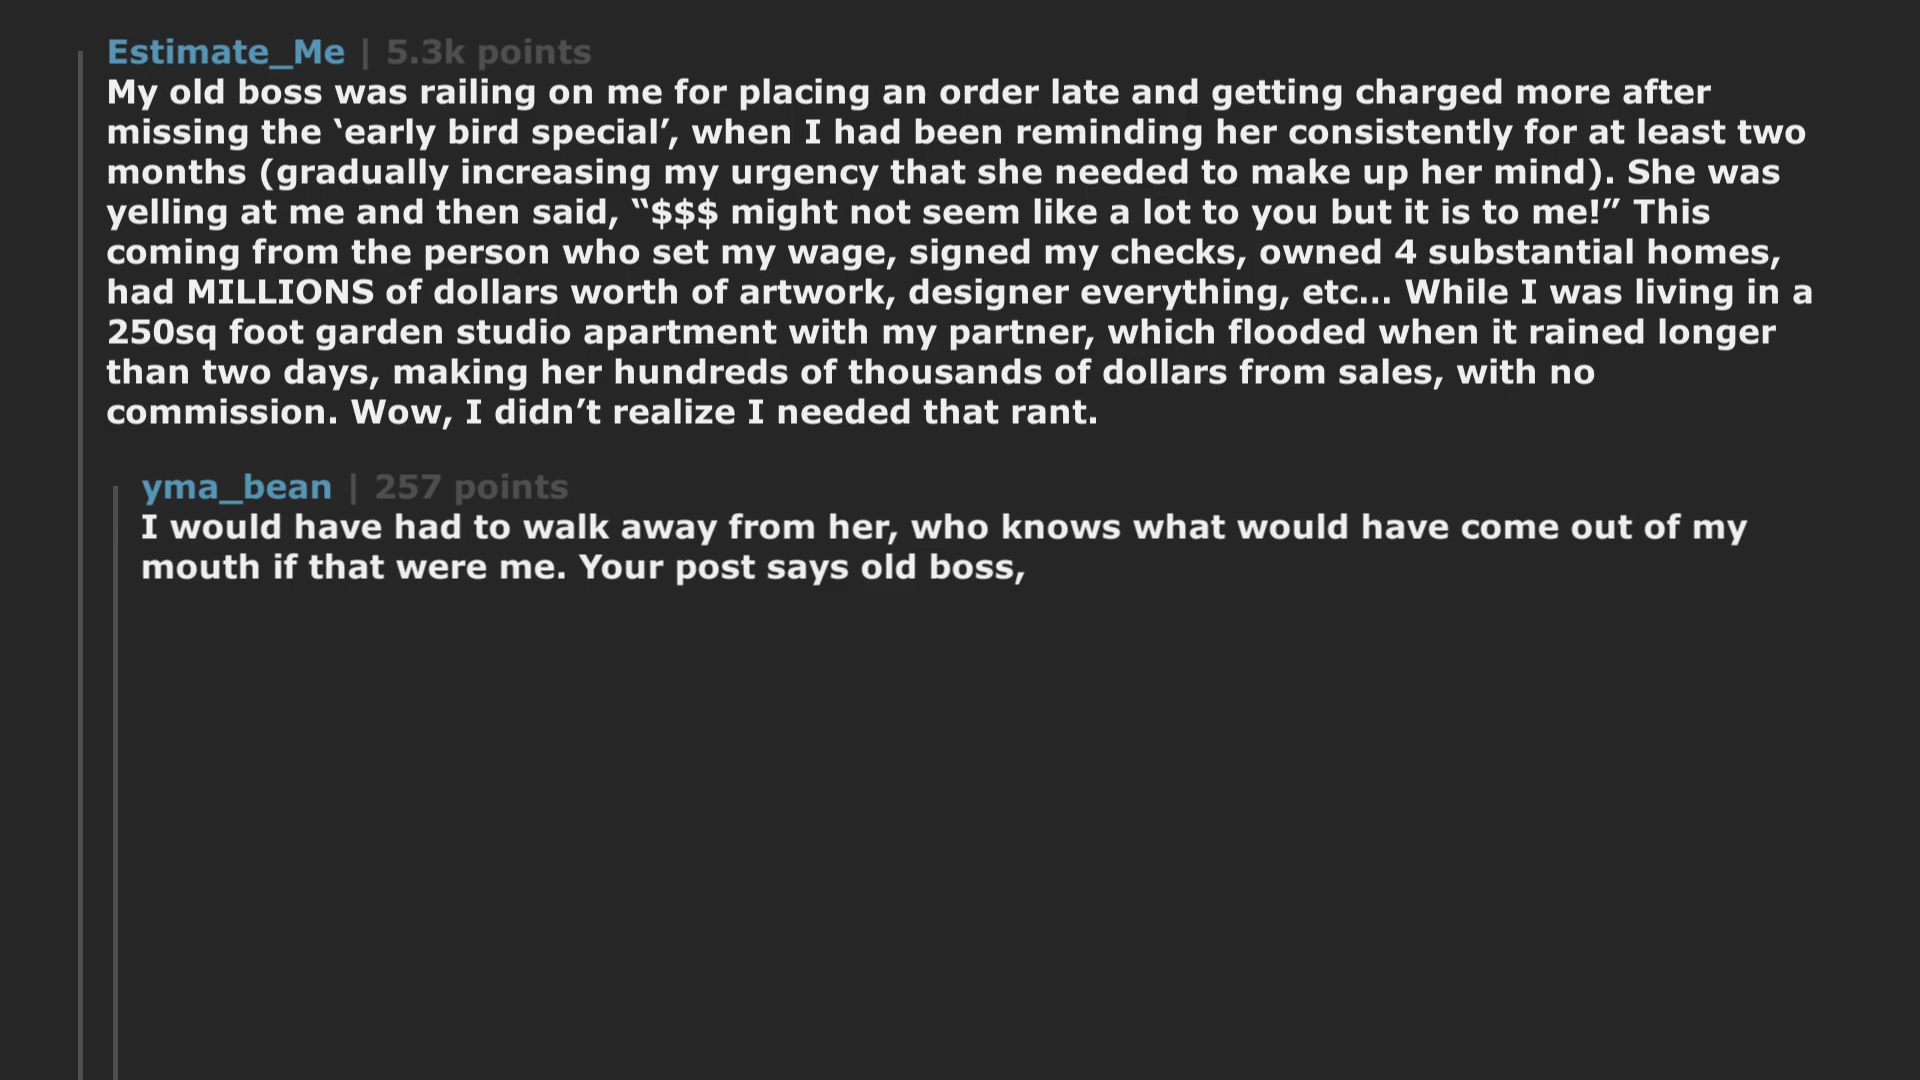 Estimate_Me | 5.3k points
My old boss was railing on me for placing an order late and getting charged more after
missing the ‘early bird special’, when I had been reminding her consistently for at least two
months (gradually increasing my urgency that she needed to make up her mind). She was
yelling at me and then said, “$$$ might not seem like a lot to you but it is to me!” This
coming from the person who set my wage, signed my checks, owned 4 substantial homes,
had MILLIONS of dollars worth of artwork, designer everything, etc... While I was living in a
250sq foot garden studio apartment with my partner, which flooded when it rained longer
than two days, making her hundreds of thousands of dollars from sales, with no
commission. Wow, I didn’t realize I needed that rant.
yma_bean | 257 points
I would have had to walk away from her, who knows what would have come out of my
mouth if that were me. Your post says old boss,